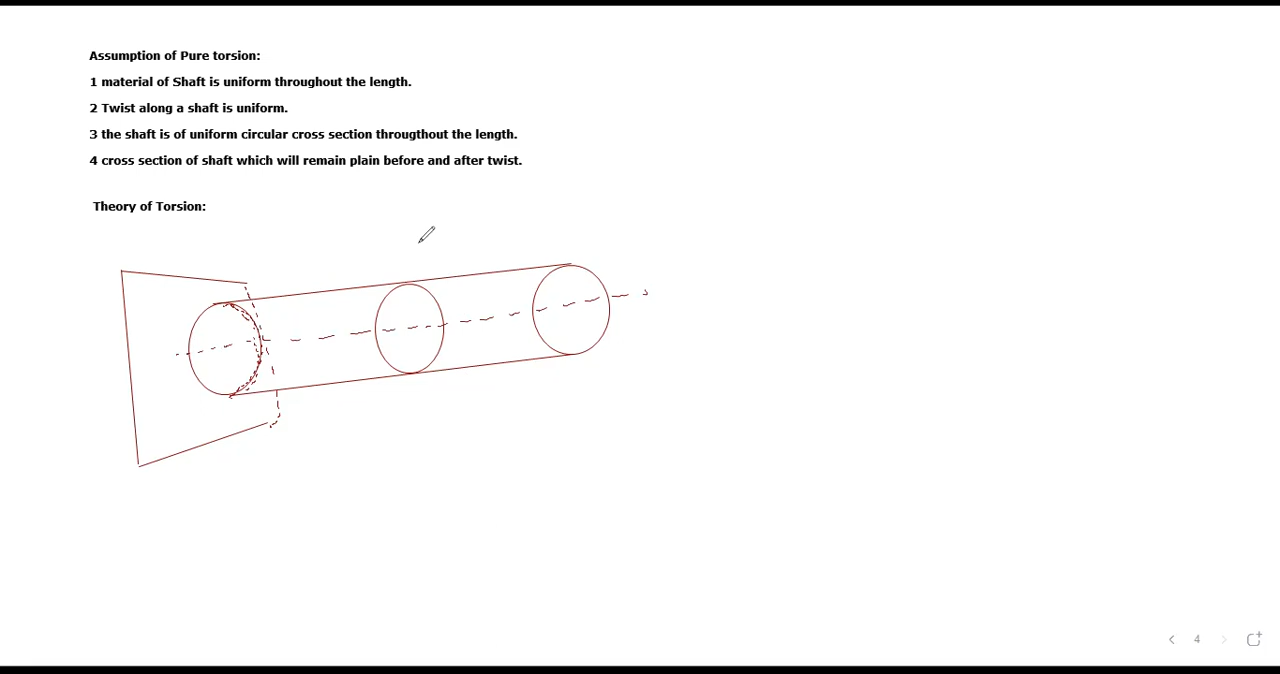 Assumption of Pure torsion:
1 material of Shaft is uniform throughout the length.
2 Twist along a shaft is uniform.
3 the shaft is of uniform circular cross section througthout the length.
4 cross section of shaft which will remain plain before and after twist.
Theory of Torsion:
4